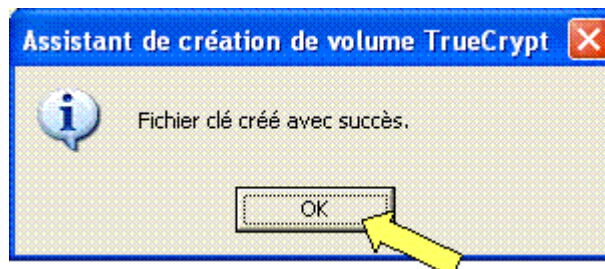 Assistant de création de volume TrueCrypt
Fichier clé créé avec succès.
OK